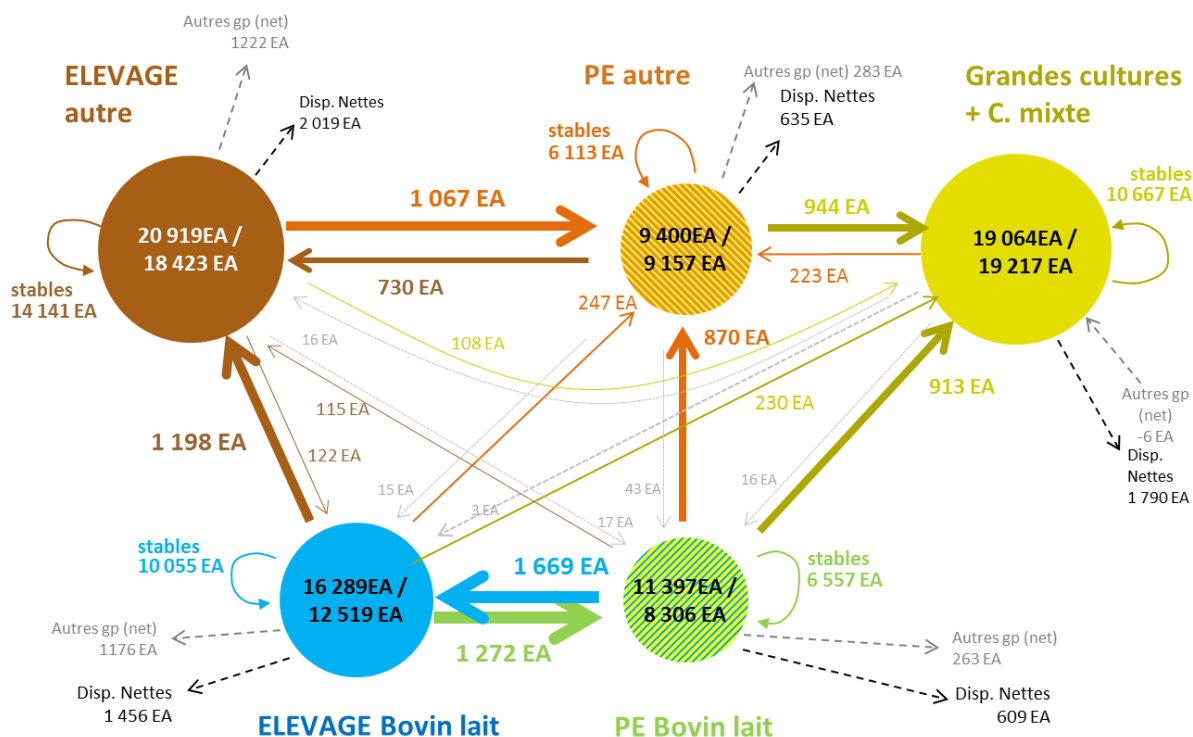 Autres gp (net)
1222 EA
ELEVAGE
autre
Disp. Nettes
2 019 EA
PE autre
Autres gp (net) 283 EA
Disp. Nettes
635 EA
Grandes cultures
+ C. mixte
stables
6 113 EA
stables
10 667 EA
1 067 EA
944 EA
20 919EA /
18 423 EA
9 400EA /
9 157 EA
19 064EA /
19 217 EA
730 EA
223 EA
stables
14 141 EA
247 EA
16 EA
108 EA
870 EA
913 EA
115 EA
230 EA
Autres gp
(net)
-6 EA
1 198 EA
122 EA
Disp.
Nettes
1 790 EA
15 EA
3 EA
43 EA
16 EA
17 EA
stables
10 055 EA
1 669 EA
stables
6 557 EA
16 289EA /
12 519 EA
11 397EA /
8 306 EA
Autres gp (net)
1176 EA
1 272 EA
Autres gp (net)
263 EA
Disp. Nettes
1 456 EA
Disp. Nettes
609 EA
ELEVAGE Bovin lait
PE Bovin lait